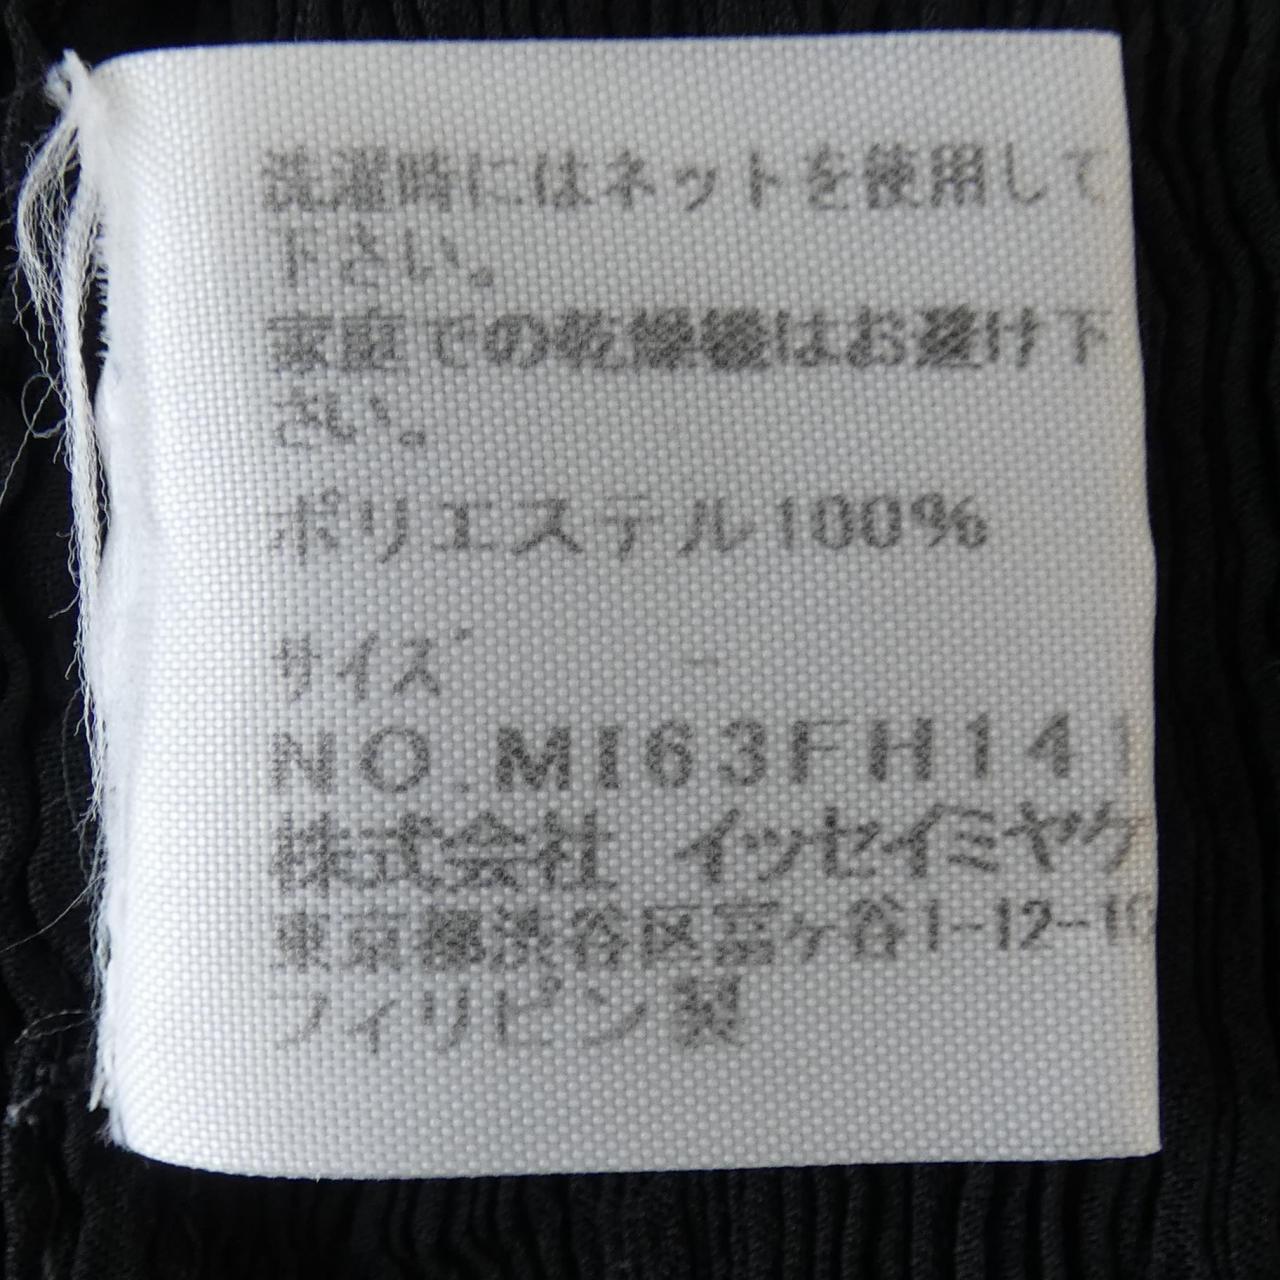 洗濯時にはネットを使用して
下さい。
家庭での乾燥機はお避け下
さい。
ポリエステル100%
サイズ -
NO.MI63FH141
株式会社 イッセイミヤケ
東京都渋谷区富ヶ谷1-12-10
フィリピン製